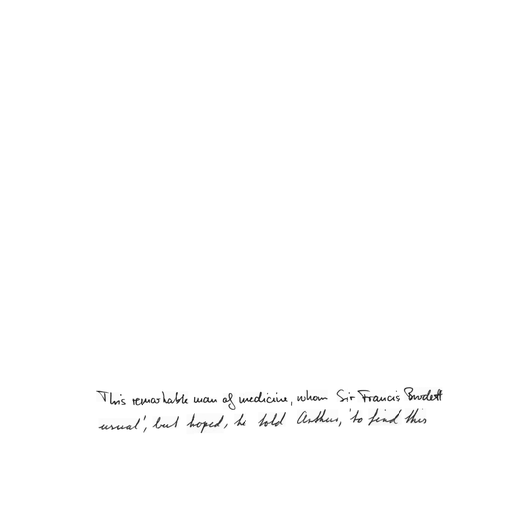 This remarkable man of medicine, whom Sir Francis Burdett
usual', but hoped, he told Arthur, 'to find this